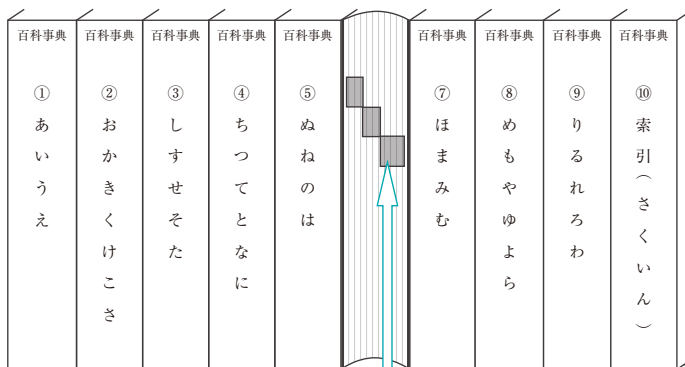 百科事典
① あいうえ
百科事典
② おかきくけこさ
百科事典
③ しすせそた
百科事典
④ ちつてとなに
百科事典
⑤ ぬねのは
百科事典
⑦ ほまみむ
百科事典
⑧ めもやゆよら
百科事典
⑨ りるれろわ
百科事典
⑩ 索引(さくいん)